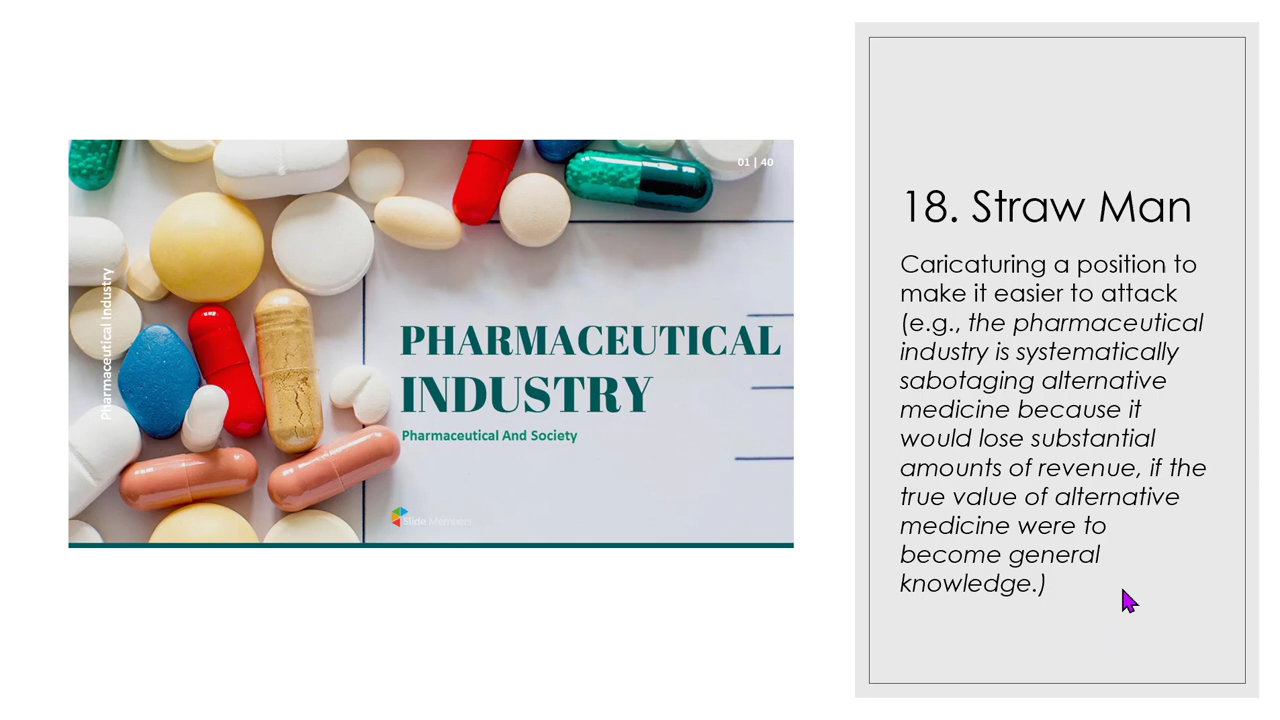 01 | 40
Pharmaceutical Industry
PHARMACEUTICAL
INDUSTRY
Pharmaceutical And Society
Slide Members
18. Straw Man
Caricaturing a position to
make it easier to attack
(e.g., the pharmaceutical
industry is systematically
sabotaging alternative
medicine because it
would lose substantial
amounts of revenue, if the
true value of alternative
medicine were to
become general
knowledge.)